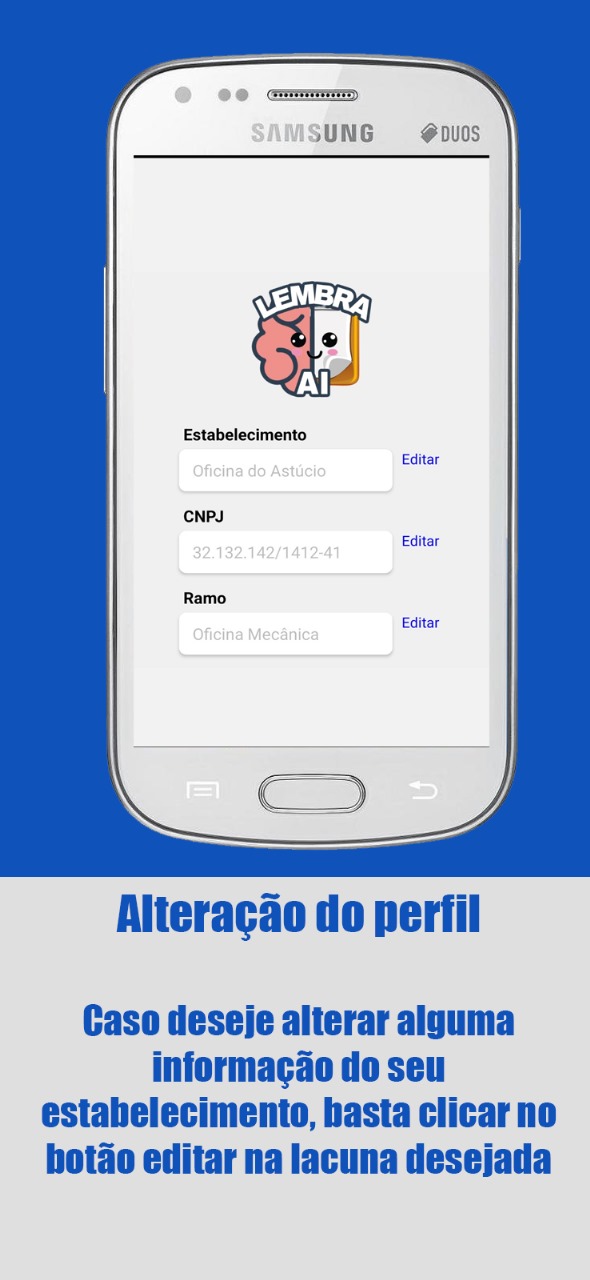 SAMSUNG DUOS
LEMBRA
AI
Estabelecimento
Oficina do Astúcio
Editar
CNPJ
32.132.142/1412-41
Editar
Ramo
Oficina Mecânica
Editar
Alteração do perfil
Caso deseje alterar alguma
informação do seu
estabelecimento, basta clicar no
botão editar na lacuna desejada